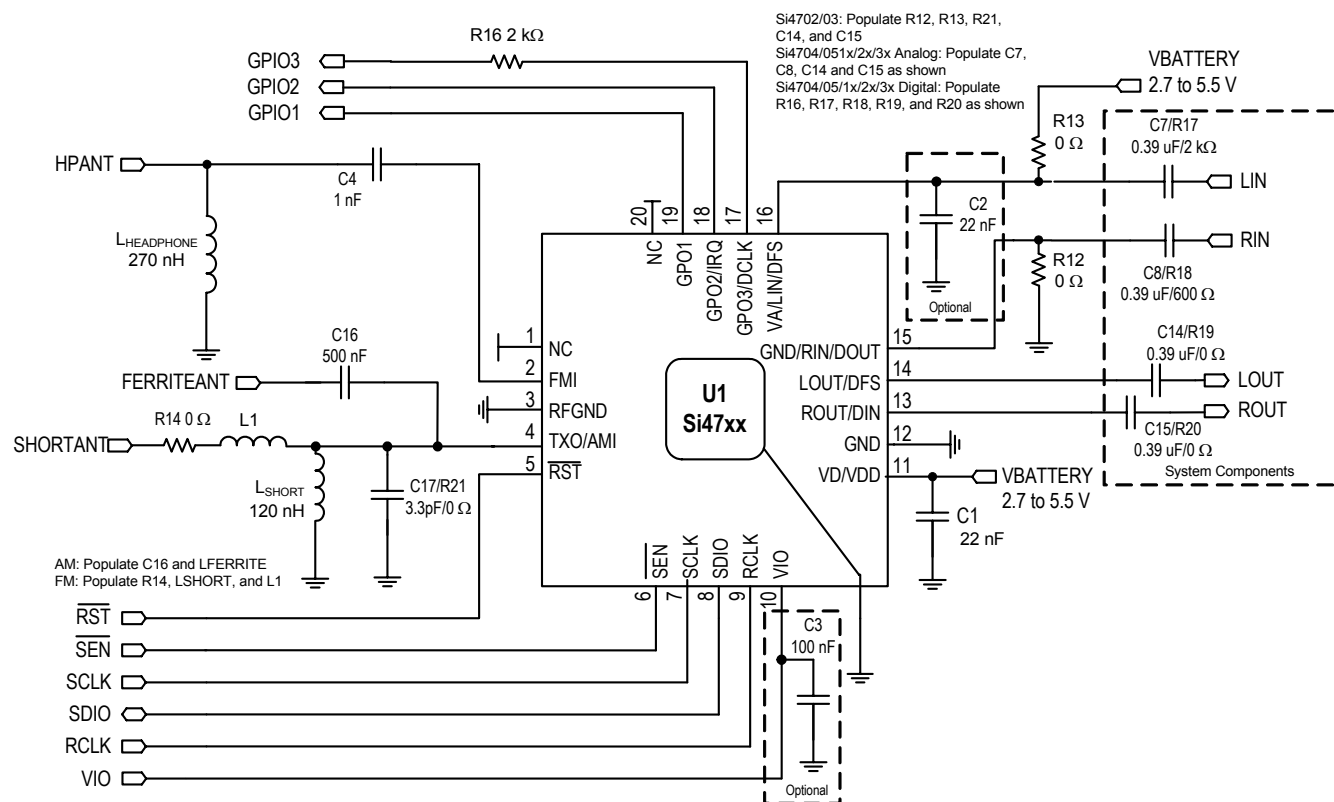 Si4702/03: Populate R12, R13, R21,
C14, and C15
Si4704/051x/2x/3x Analog: Populate C7,
C8, C14 and C15 as shown
Si4704/05/1x/2x/3x Digital: Populate
R16, R17, R18, R19, and R20 as shown
R16 2 kΩ
GPIO3
GPIO2
GPIO1
VBATTERY
2.7 to 5.5 V
R13
0 Ω
C7/R17
0.39 uF/2 kΩ
LIN
HPANT
C4
1 nF
LHEADPHONE
270 nH
C2
22 nF
Optional
RIN
R12
0 Ω
C8/R18
0.39 uF/600 Ω
20
19
18
17
16
NC
GPO1
GPO2/IRQ
GPO3/DCLK
VA/LIN/DFS
C16
500 nF
FERRITEANT
1
NC
2
FMI
3
RFGND
4
TXO/AMI
5
RST
U1
Si47xx
15
GND/RIN/DOUT
14
LOUT/DFS
13
ROUT/DIN
12
GND
11
VD/VDD
C14/R19
0.39 uF/0 Ω
LOUT
ROUT
C15/R20
0.39 uF/0 Ω
System Components
VBATTERY
2.7 to 5.5 V
C1
22 nF
R14 0 Ω
L1
SHORTANT
LSHORT
120 nH
C17/R21
3.3pF/0 Ω
AM: Populate C16 and LFERRITE
FM: Populate R14, LSHORT, and L1
SEN
SCLK
SDIO
RCLK
VIO
6
7
8
9
10
C3
100 nF
Optional
RST
SEN
SCLK
SDIO
RCLK
VIO